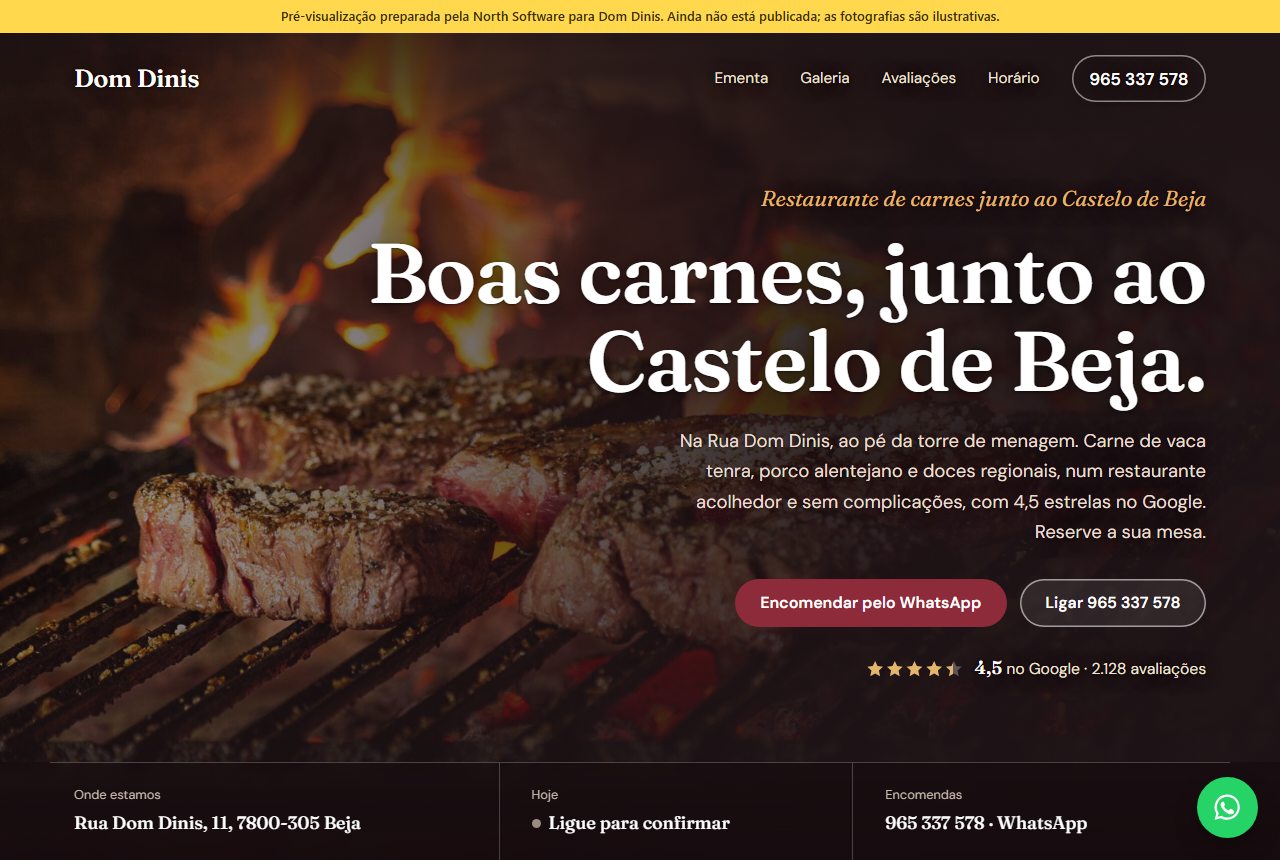 Pré-visualização preparada pela North Software para Dom Dinis. Ainda não está publicada; as fotografias são ilustrativas.
Dom Dinis
Ementa
Galeria
Avaliações
Horário
965 337 578
Restaurante de carnes junto ao Castelo de Beja
Boas carnes, junto ao
Castelo de Beja.
Na Rua Dom Dinis, ao pé da torre de menagem. Carne de vaca
tenra, porco alentejano e doces regionais, num restaurante
acolhedor e sem complicações, com 4,5 estrelas no Google.
Reserve a sua mesa.
Encomendar pelo WhatsApp
Ligar 965 337 578
4,5 no Google · 2.128 avaliações
Onde estamos
Rua Dom Dinis, 11, 7800-305 Beja
Hoje
Ligue para confirmar
Encomendas
965 337 578 · WhatsApp